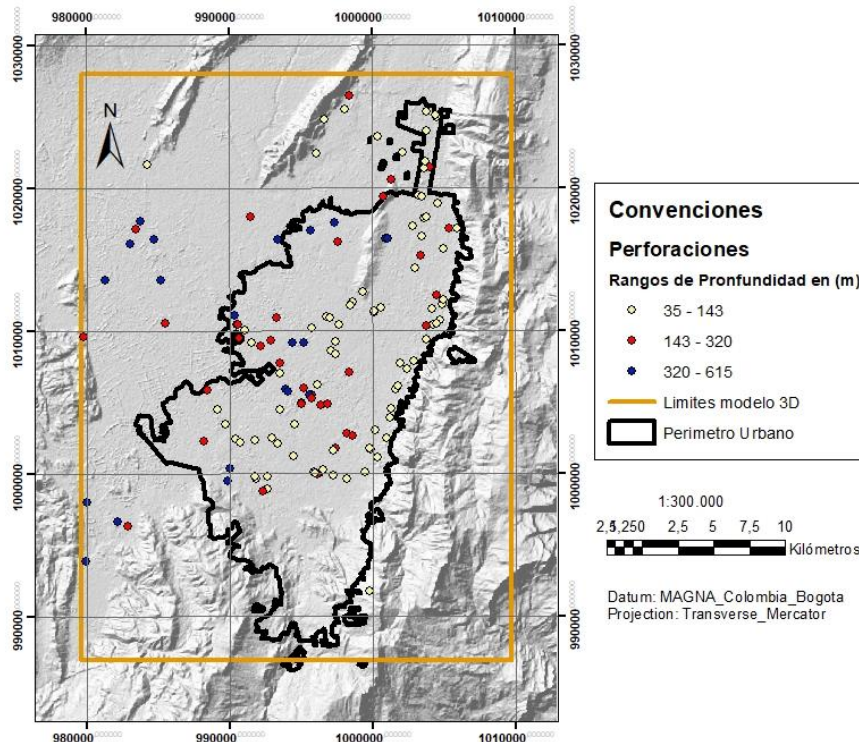 980000 990000 1000000 1010000
1030000 1030000
N
1020000 1020000
1010000 1010000
1000000 1000000
990000 990000
980000 990000 1000000 1010000
Convenciones
Perforaciones
Rangos de Pronfundidad en (m)
35 - 143
143 - 320
320 - 615
Limites modelo 3D
Perimetro Urbano
1:300.000
2,5 1,250 2,5 5 7,5 10
Kilómetros
Datum: MAGNA_Colombia_Bogota
Projection: Transverse_Mercator